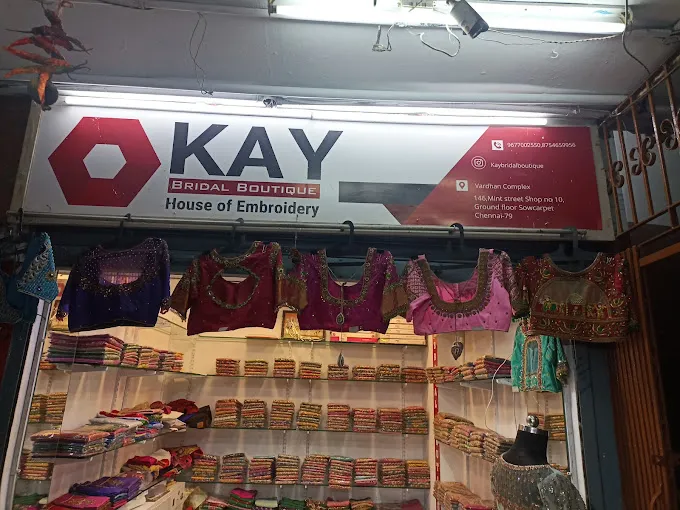 KAY
BRIDAL BOUTIQUE
House of Embroidery
9677002550,8754659956
Kaybridalboutique
Vardhan Complex
148,Mint street Shop no 10,
Ground floor Sowcarpet
Chennai-79